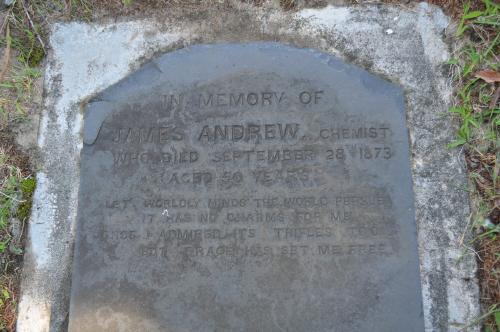 IN MEMORY OF
JAMES ANDREW, CHEMIST
WHO DIED SEPTEMBER 28 1873
AGED 50 YEARS
LET WORLDLY MINDS THE WORLD PURSUE
IT HAS NO CHARMS FOR ME
ONCE I ADMIRED ITS TRIFLES TOO
BUT GRACE HAS SET ME FREE